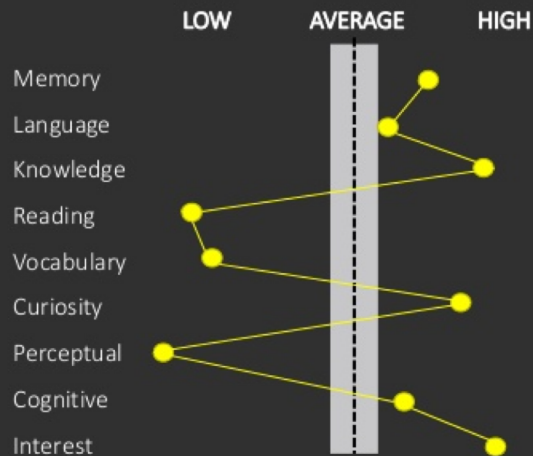 LOW AVERAGE HIGH
Memory
Language
Knowledge
Reading
Vocabulary
Curiosity
Perceptual
Cognitive
Interest